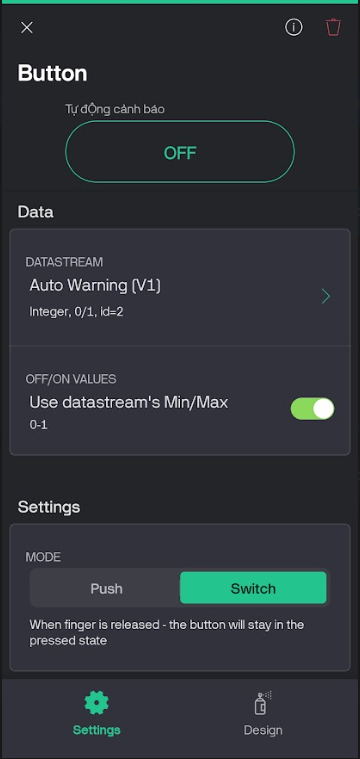 Button
Tự động cảnh báo
OFF
Data
DATASTREAM
Auto Warning (V1)
Integer, 0/1, id=2
OFF/ON VALUES
Use datastream's Min/Max
0-1
Settings
MODE
Push Switch
When finger is released - the button will stay in the
pressed state
Settings Design